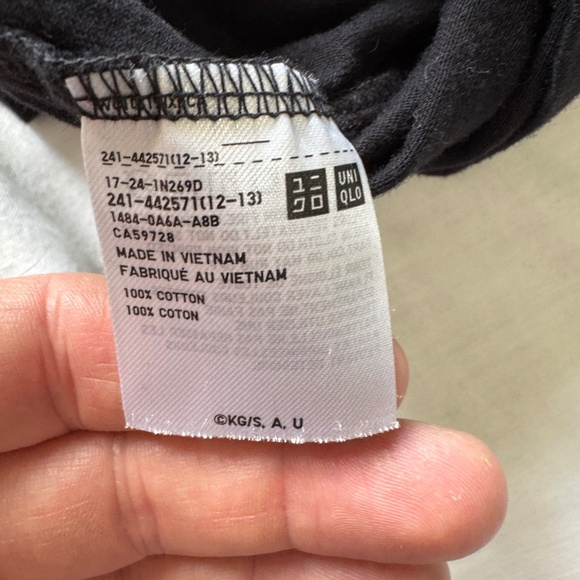 241-442571(12-13)
17-24-1N269D
241-442571(12-13)
1484-0A6A-A8B
CA59728
MADE IN VIETNAM
FABRIQUÉ AU VIETNAM
100% COTTON
100% COTON
ユニ
クロ
UNI
QLO
©KG/S, A, U